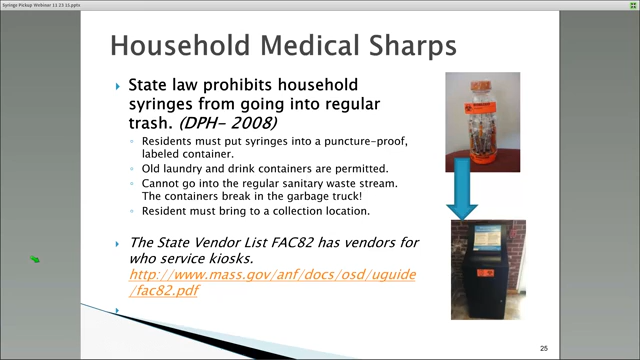 Syringe Pickup Webinar 11 23 15.pptx
Household Medical Sharps
State law prohibits household
syringes from going into regular
trash. (DPH- 2008)
Residents must put syringes into a puncture-proof,
labeled container.
Old laundry and drink containers are permitted.
Cannot go into the regular sanitary waste stream.
The containers break in the garbage truck!
Resident must bring to a collection location.
The State Vendor List FAC82 has vendors for
who service kiosks.
http://www.mass.gov/anf/docs/osd/uguide
/fac82.pdf
25